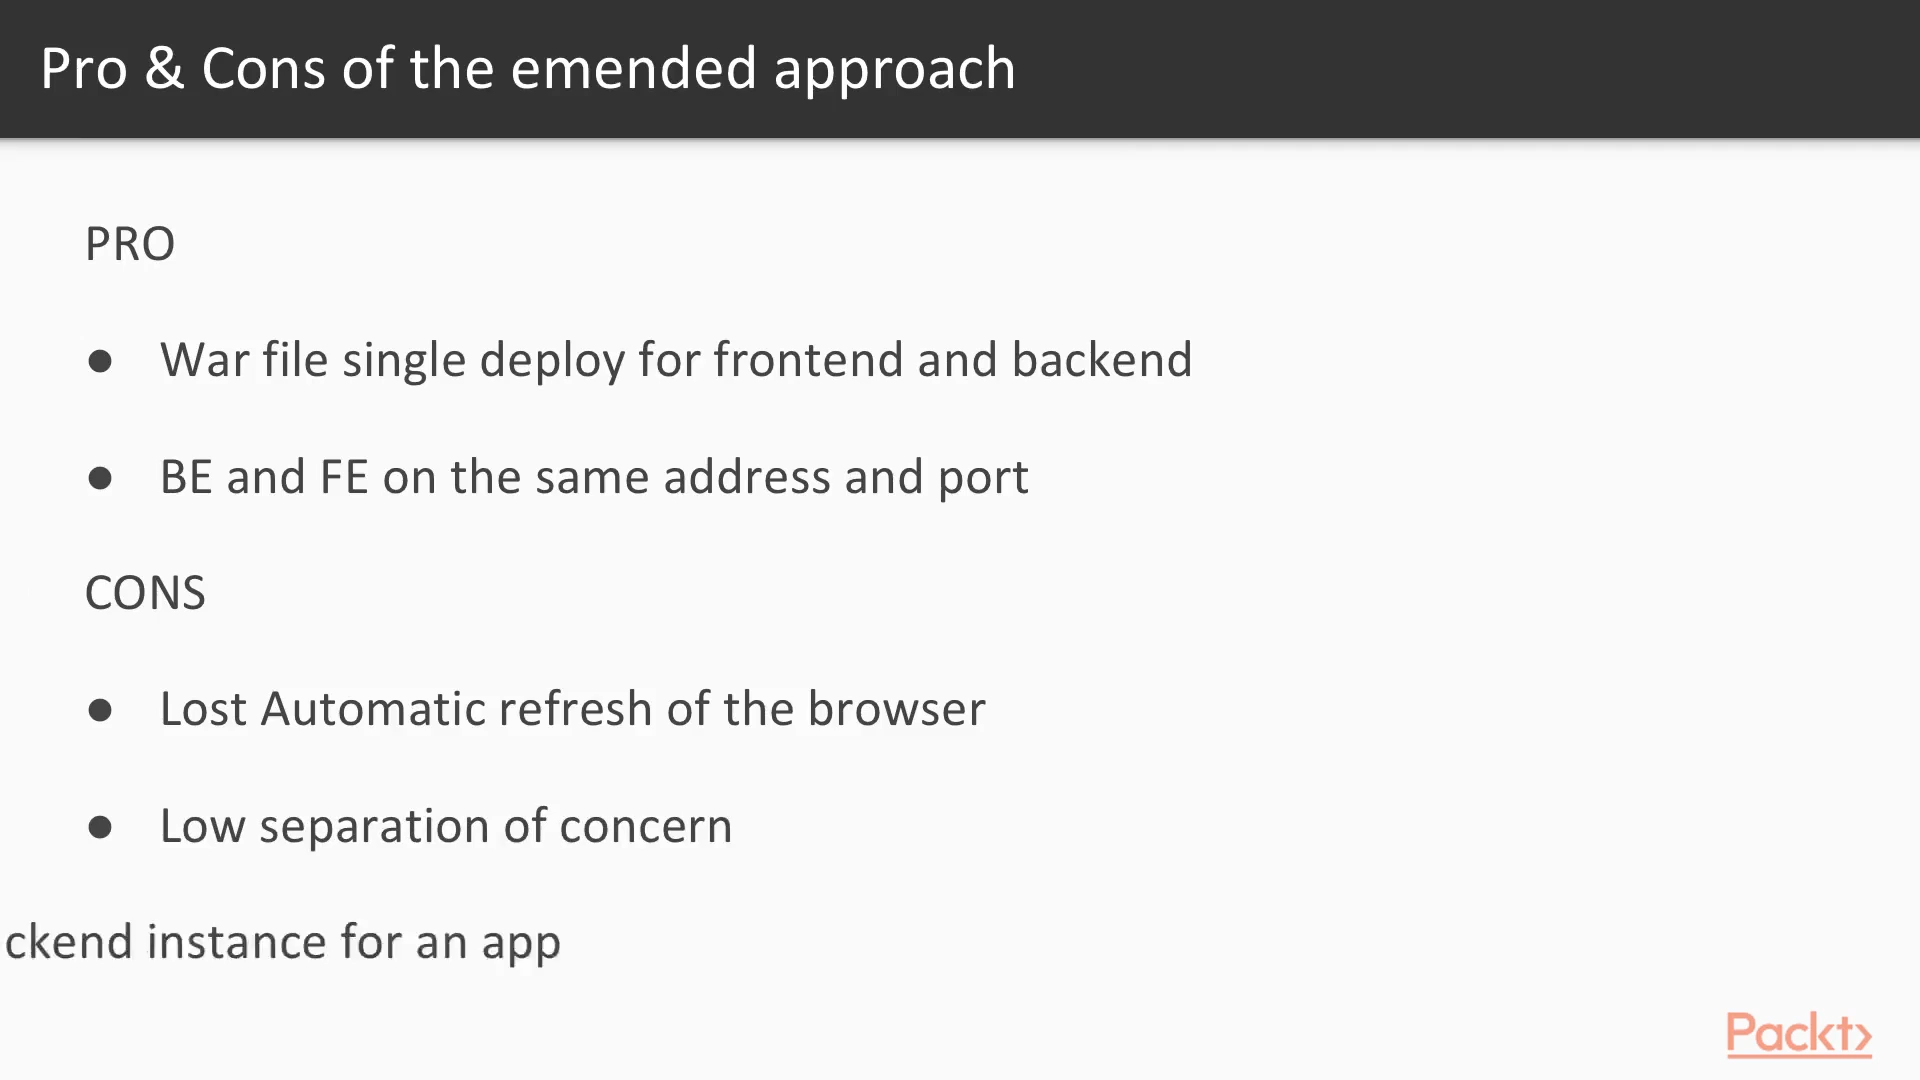 Pro & Cons of the emended approach
PRO
● War file single deploy for frontend and backend
● BE and FE on the same address and port
CONS
● Lost Automatic refresh of the browser
● Low separation of concern
ckend instance for an app
Packt>